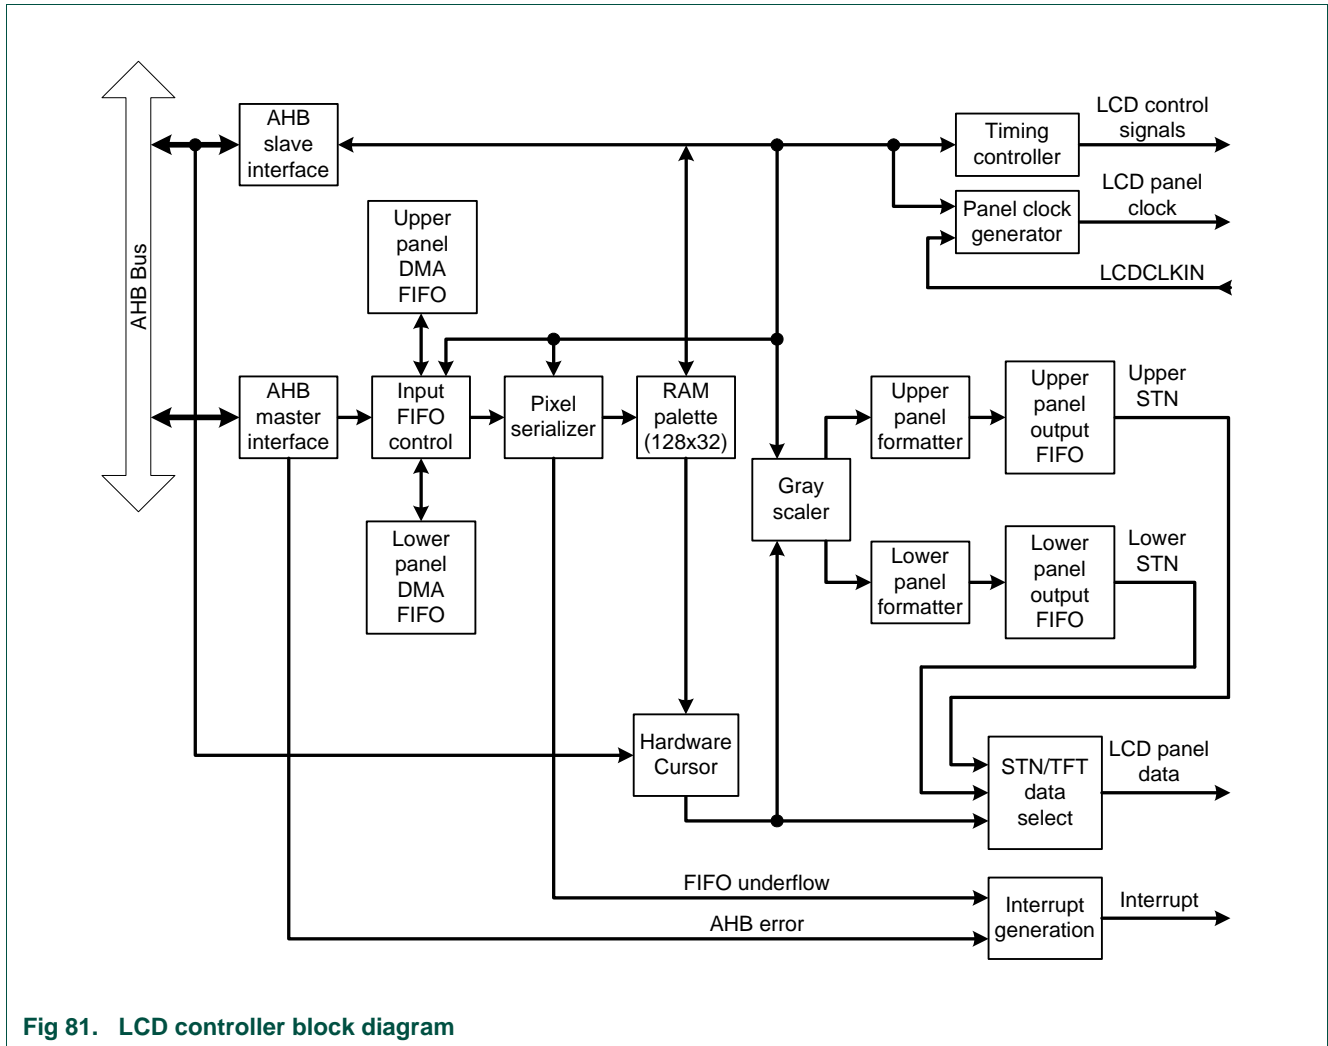 AHB Bus
AHB
slave
interface
Timing
controller
LCD control
signals
Panel clock
generator
LCD panel
clock
LCDCLKIN
Upper
panel
DMA
FIFO
AHB
master
interface
Input
FIFO
control
Pixel
serializer
RAM
palette
(128x32)
Lower
panel
DMA
FIFO
Gray
scaler
Upper
panel
formatter
Upper
panel
output
FIFO
Upper
STN
Lower
panel
formatter
Lower
panel
output
FIFO
Lower
STN
Hardware
Cursor
STN/TFT
data
select
LCD panel
data
FIFO underflow
AHB error
Interrupt
generation
Interrupt
Fig 81. LCD controller block diagram